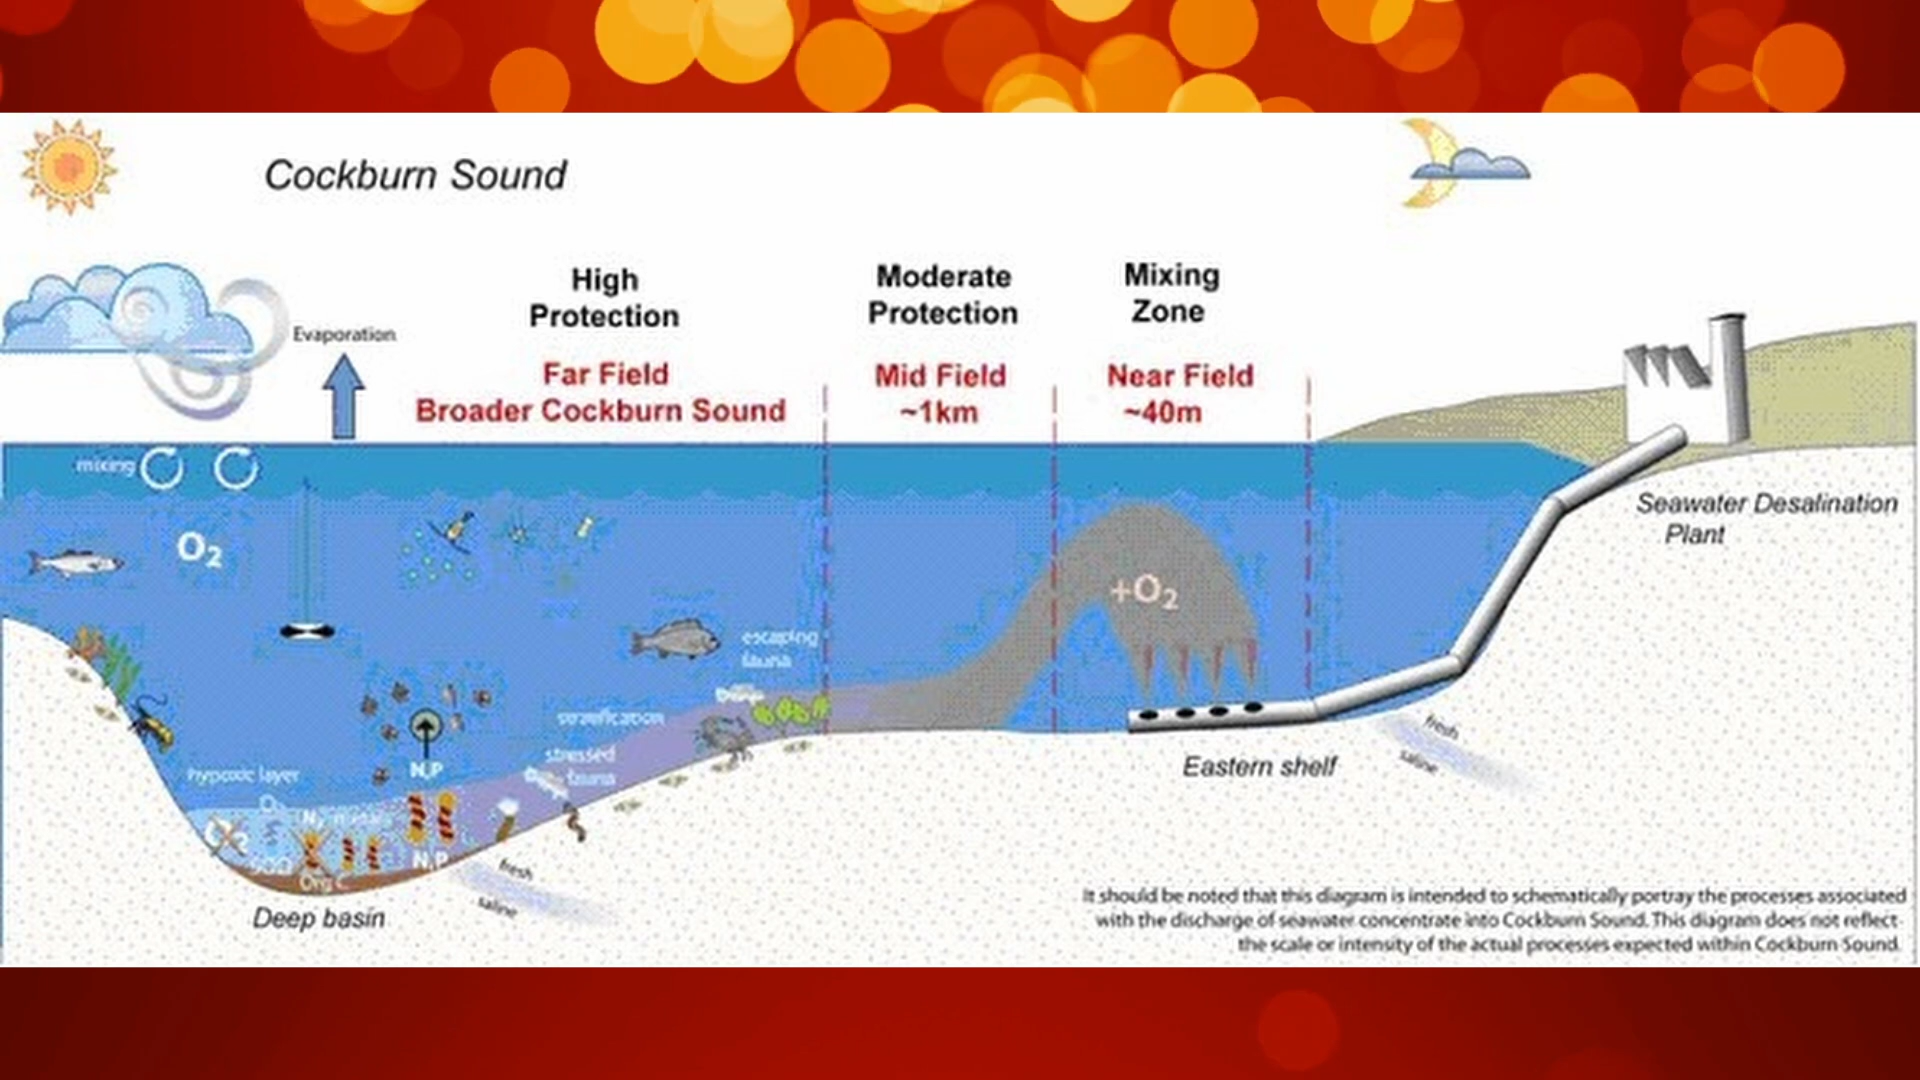 Cockburn Sound
High
Protection
Moderate
Protection
Mixing
Zone
Evaporation
Far Field
Broader Cockburn Sound
Mid Field
~1km
Near Field
~40m
mixing
O₂
Seawater Desalination
Plant
+O₂
escaping
fauna
stratification
stressed
fauna
hypoxic layer
N,P
N,P
Org C
fresh
saline
fresh
saline
Eastern shelf
Deep basin
It should be noted that this diagram is intended to schematically portray the processes associated
with the discharge of seawater concentrate into Cockburn Sound. This diagram does not reflect
the scale or intensity of the actual processes expected within Cockburn Sound.